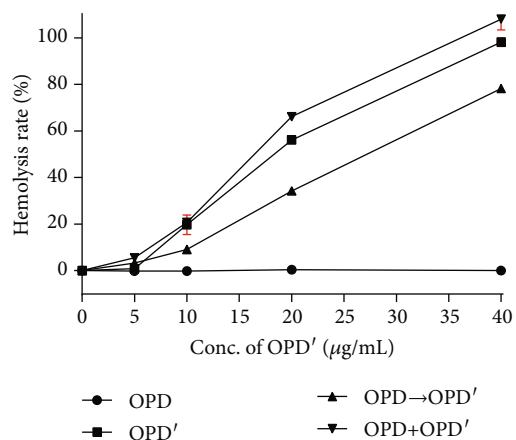 Hemolysis rate (%)
100
80
60
40
20
0
0 5 10 15 20 25 30 35 40
Conc. of OPD′ (μg/mL)
OPD OPD→OPD′
OPD′ OPD+OPD′